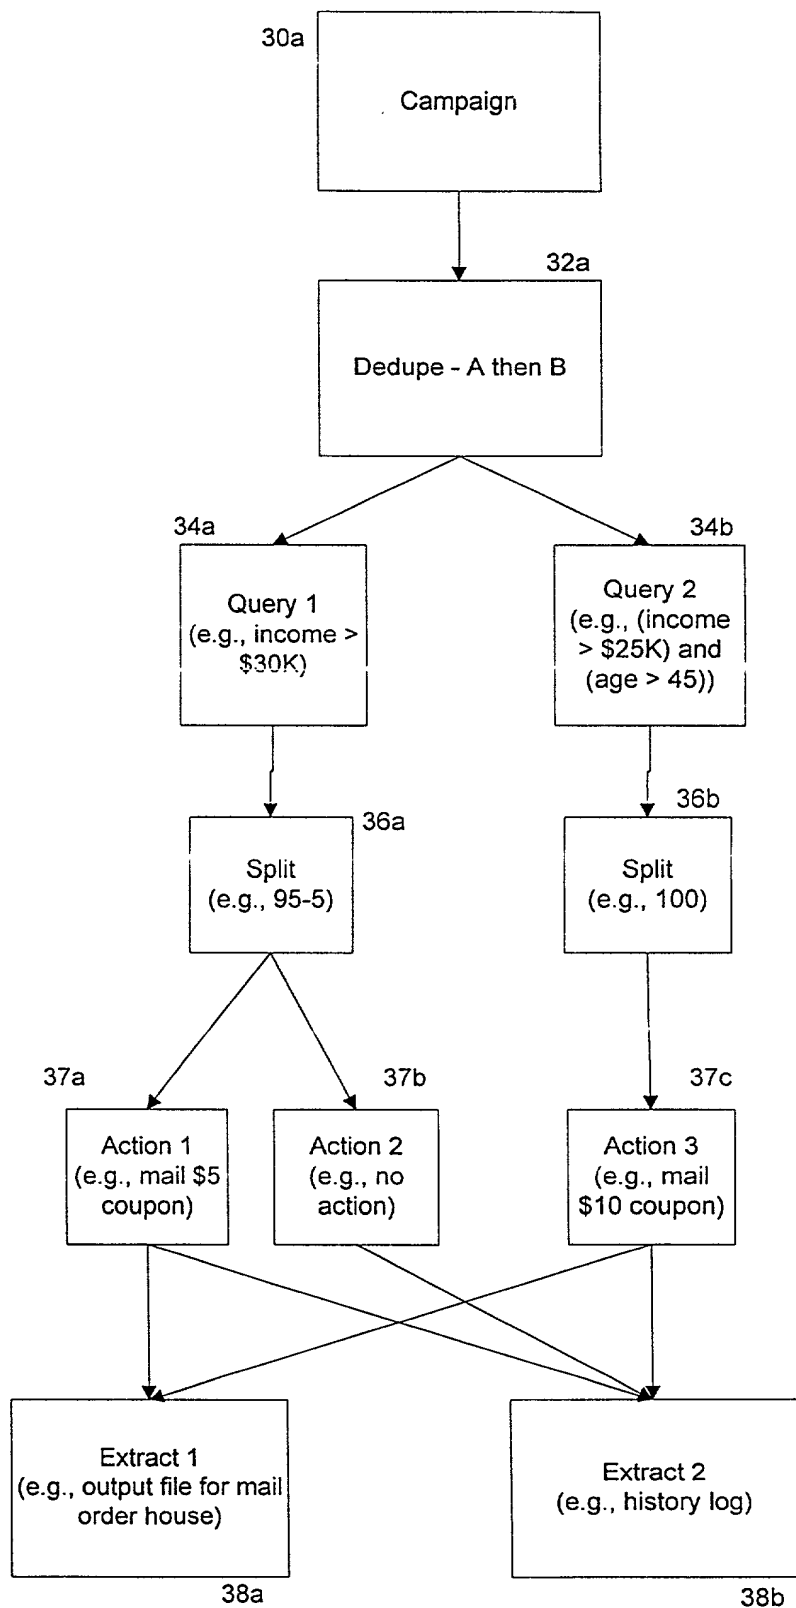 30a
Campaign
32a
Dedupe - A then B
34a
34b
Query 1
(e.g., income >
$30K)
Query 2
(e.g., (income
> $25K) and
(age > 45))
36a
36b
Split
(e.g., 95-5)
Split
(e.g., 100)
37a
37b
37c
Action 1
(e.g., mail $5
coupon)
Action 2
(e.g., no
action)
Action 3
(e.g., mail
$10 coupon)
Extract 1
(e.g., output file for mail
order house)
Extract 2
(e.g., history log)
38a
38b